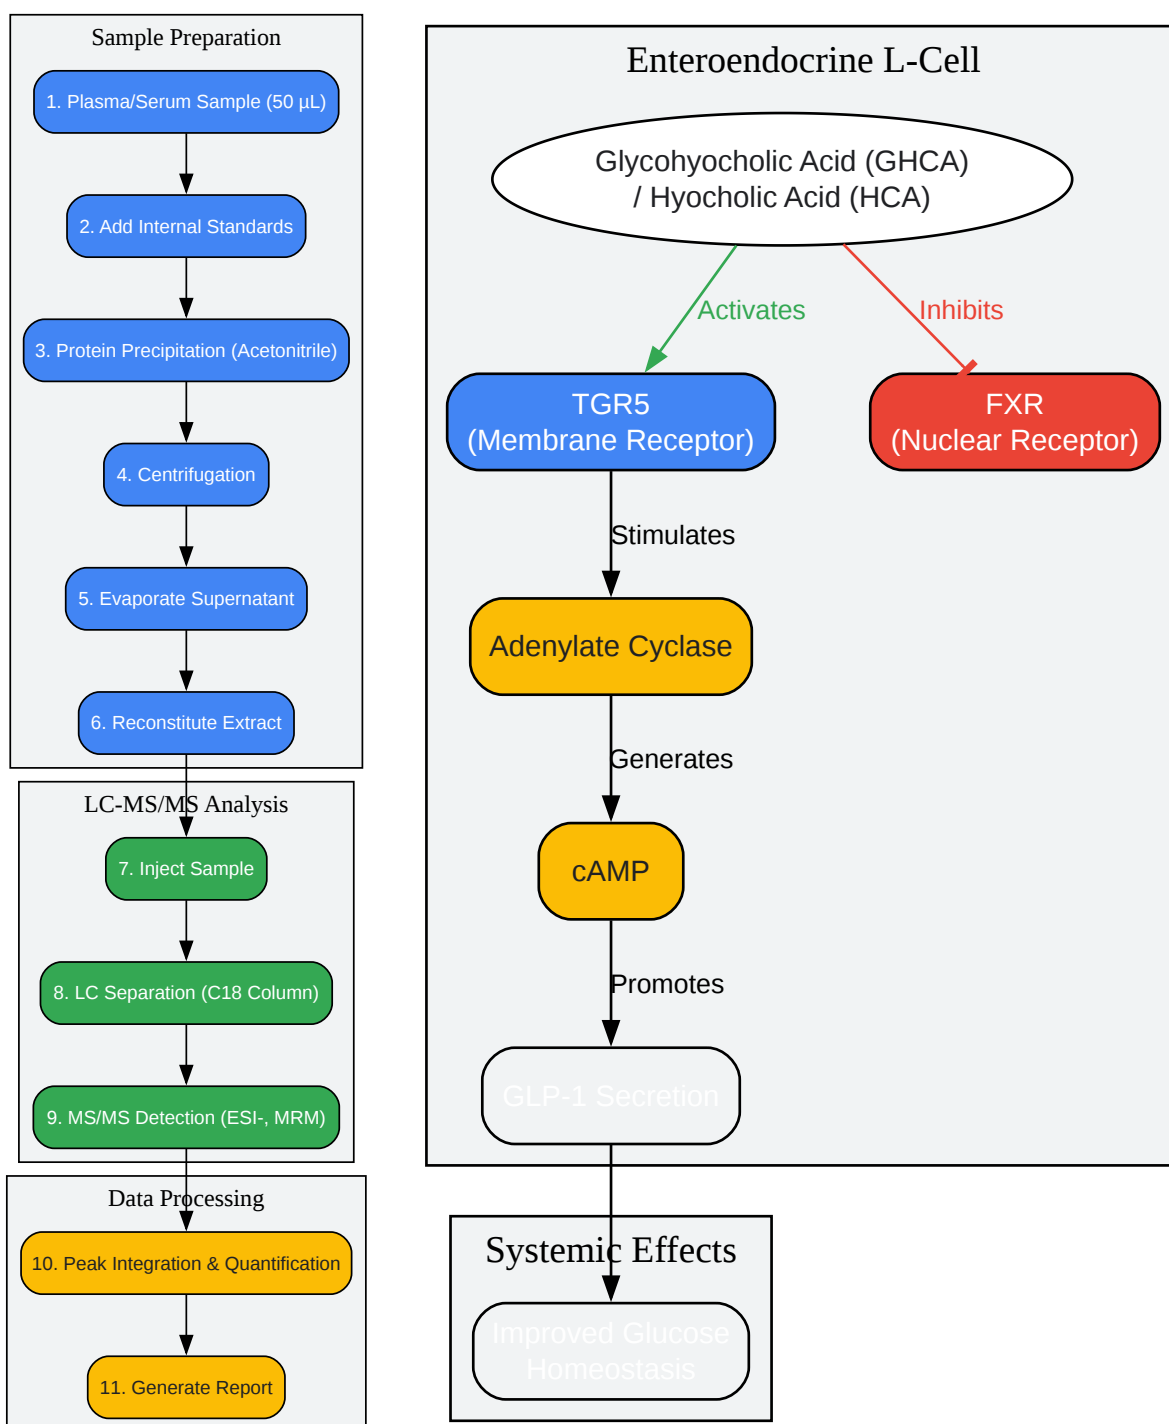 Sample Preparation
1. Plasma/Serum Sample (50 µL)
2. Add Internal Standards
3. Protein Precipitation (Acetonitrile)
4. Centrifugation
5. Evaporate Supernatant
6. Reconstitute Extract
LC-MS/MS Analysis
7. Inject Sample
8. LC Separation (C18 Column)
9. MS/MS Detection (ESI-, MRM)
Data Processing
10. Peak Integration & Quantification
11. Generate Report
Enteroendocrine L-Cell
Glycohyocholic Acid (GHCA)
/ Hyocholic Acid (HCA)
Activates
Inhibits
TGR5
(Membrane Receptor)
FXR
(Nuclear Receptor)
Stimulates
Adenylate Cyclase
Generates
cAMP
Promotes
GLP-1 Secretion
Systemic Effects
Improved Glucose
Homeostasis